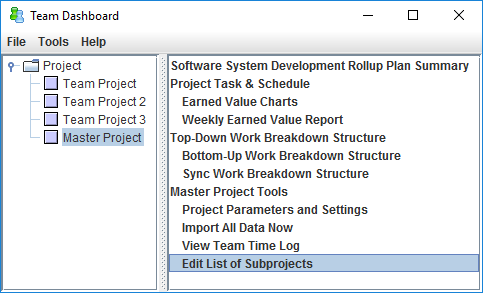 Team Dashboard
File Tools Help
Project
Team Project
Team Project 2
Team Project 3
Master Project
Software System Development Rollup Plan Summary
Project Task & Schedule
Earned Value Charts
Weekly Earned Value Report
Top-Down Work Breakdown Structure
Bottom-Up Work Breakdown Structure
Sync Work Breakdown Structure
Master Project Tools
Project Parameters and Settings
Import All Data Now
View Team Time Log
Edit List of Subprojects